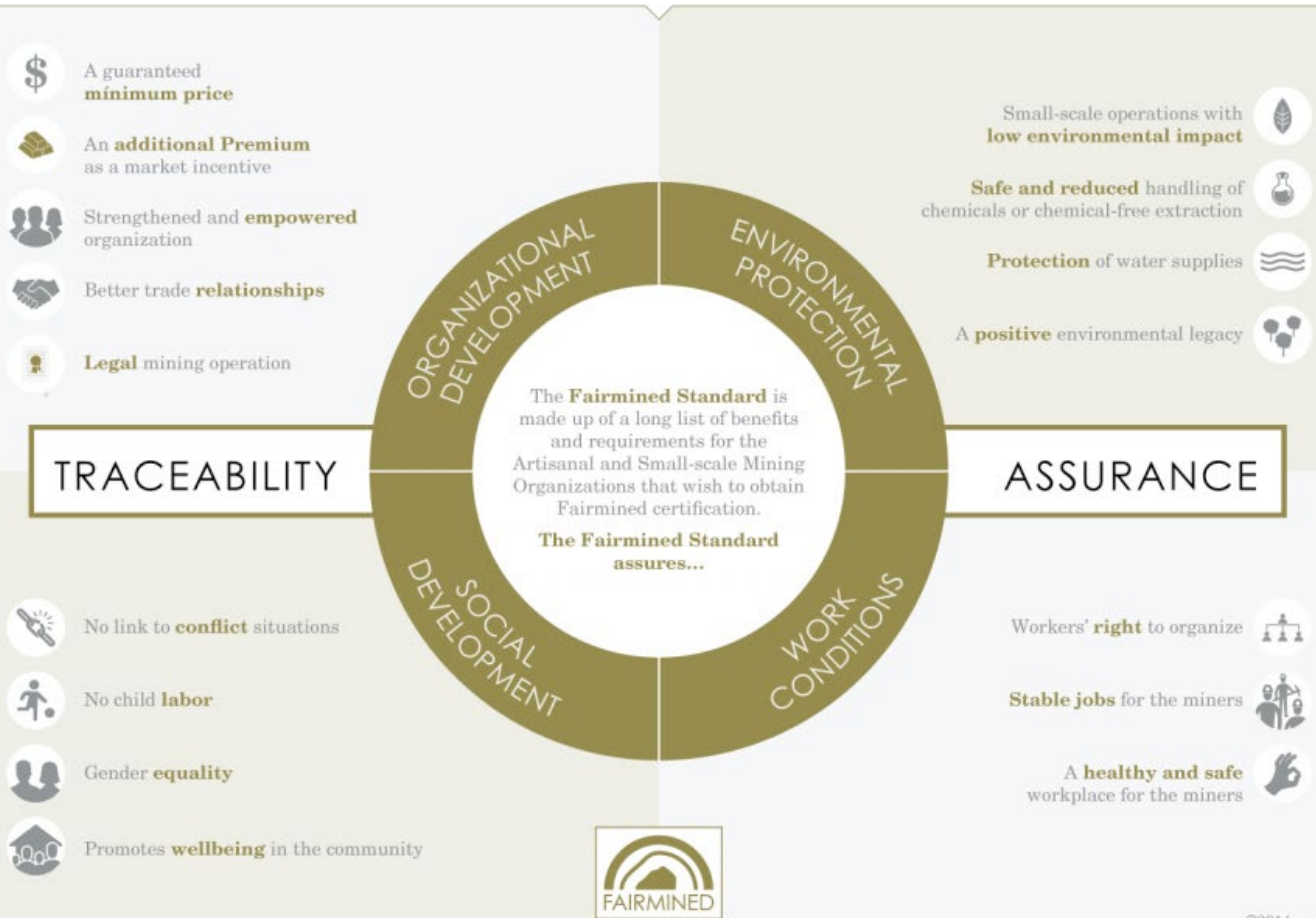 A guaranteed
mínimum price
An additional Premium
as a market incentive
Strengthened and empowered
organization
Better trade relationships
Legal mining operation
Small-scale operations with
low environmental impact
Safe and reduced handling of
chemicals or chemical-free extraction
Protection of water supplies
A positive environmental legacy
ORGANIZATIONAL
DEVELOPMENT
ENVIRONMENTAL
PROTECTION
TRACEABILITY
The Fairmined Standard is
made up of a long list of benefits
and requirements for the
Artisanal and Small-scale Mining
Organizations that wish to obtain
Fairmined certification.
The Fairmined Standard
assures...
ASSURANCE
SOCIAL
DEVELOPMENT
WORK
CONDITIONS
No link to conflict situations
No child labor
Gender equality
Promotes wellbeing in the community
Workers' right to organize
Stable jobs for the miners
A healthy and safe
workplace for the miners
FAIRMINED